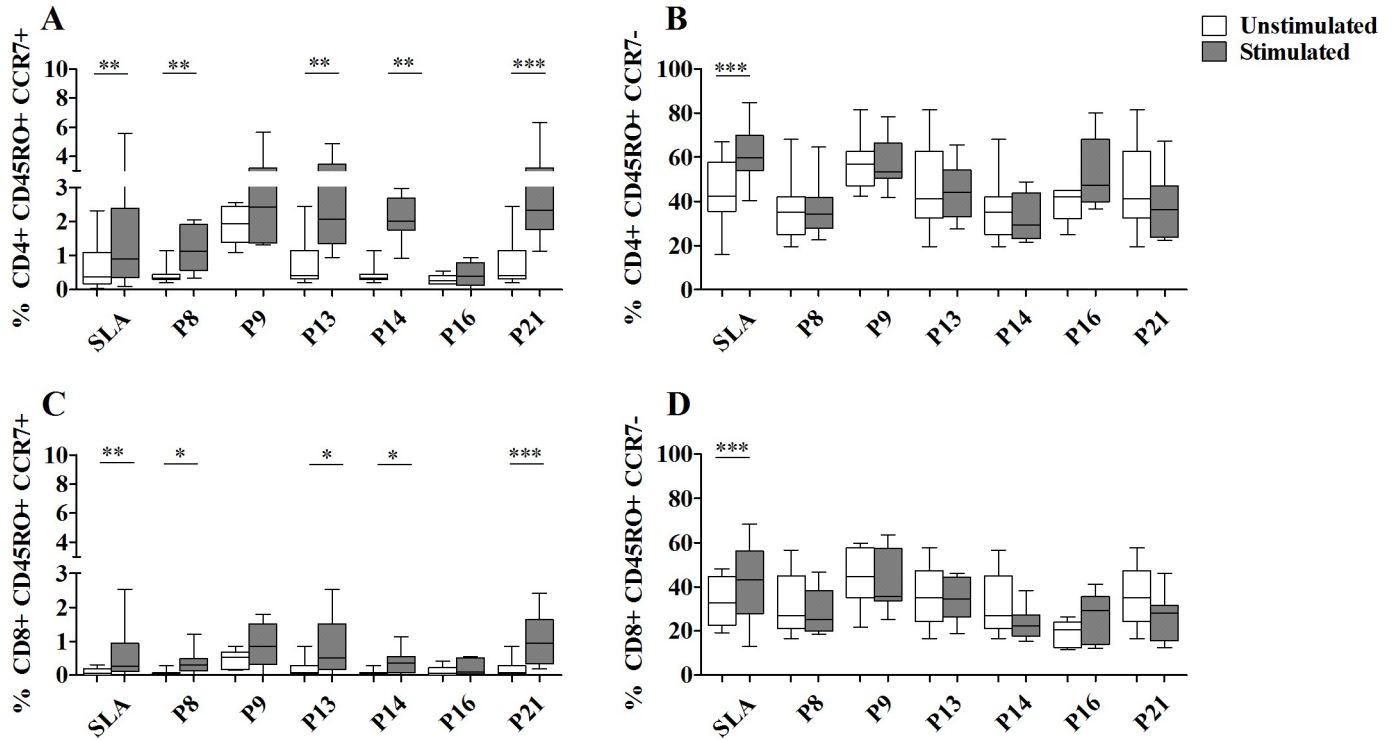 A
B
Unstimulated
Stimulated
% CD4+ CD45RO+ CCR7+
10
8
6
4
3
2
1
0
** ** ** ** ***
SLA P8 P9 P13 P14 P16 P21
% CD4+ CD45RO+ CCR7-
100
80
60
40
20
0
***
SLA P8 P9 P13 P14 P16 P21
C
D
% CD8+ CD45RO+ CCR7+
10
8
6
4
3
2
1
0
** * * * ***
SLA P8 P9 P13 P14 P16 P21
% CD8+ CD45RO+ CCR7-
100
80
60
40
20
0
***
SLA P8 P9 P13 P14 P16 P21